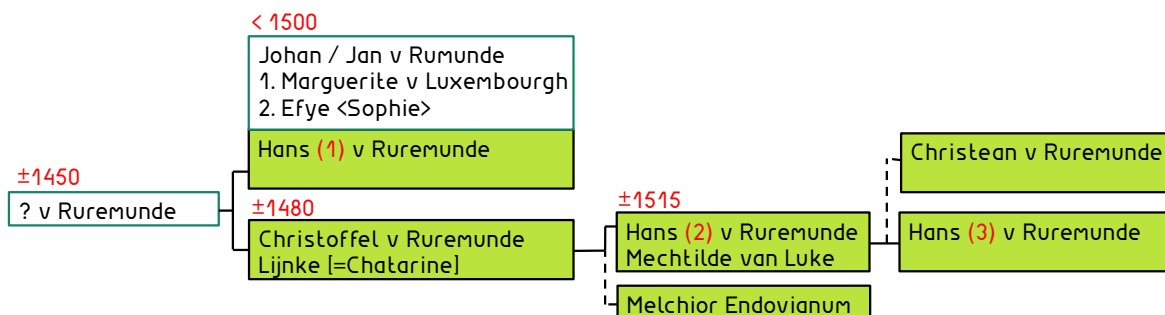 < 1500
Johan / Jan v Rumunde
1. Marguerite v Luxembourgh
2. Efye <Sophie>
Hans (1) v Ruremunde
±1450
? v Ruremunde
±1480
Christoffel v Ruremunde
Lijnke [=Chatarine]
±1515
Hans (2) v Ruremunde
Mechtilde van Luke
Melchior Endovianum
Christean v Ruremunde
Hans (3) v Ruremunde